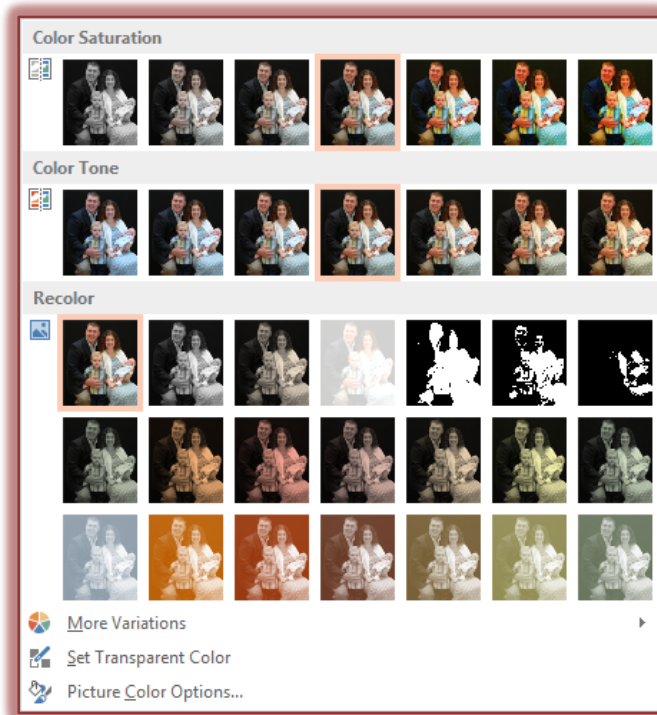 Color Saturation
Color Tone
Recolor
More Variations
Set Transparent Color
Picture Color Options...